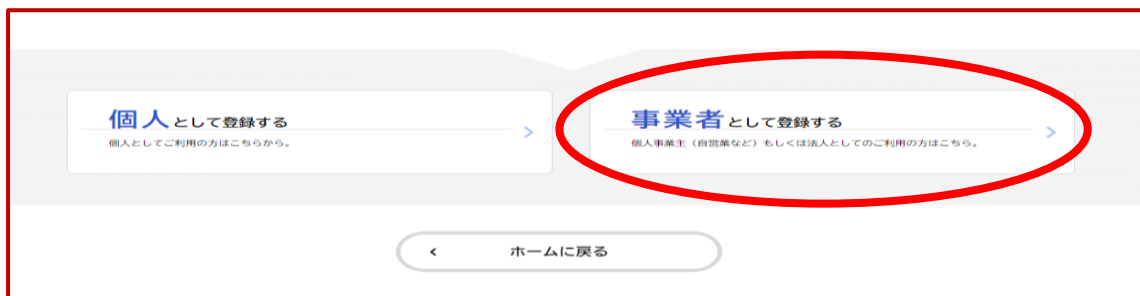 個人として登録する
個人としてご利用の方はこちらから。
事業者として登録する
個人事業主（自営業など）もしくは法人としてのご利用の方はこちら。
ホームに戻る